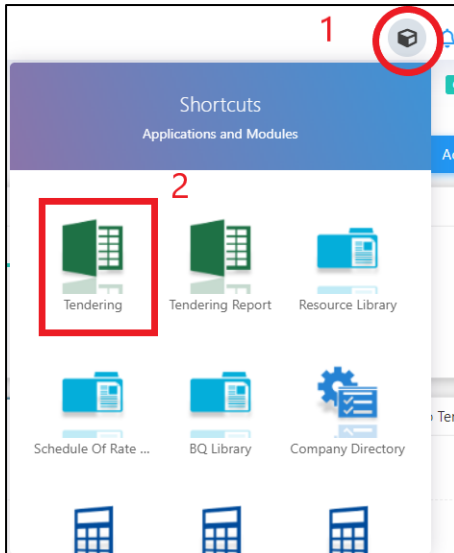 1
Shortcuts
Applications and Modules
2
Tendering
Tendering Report
Resource Library
Schedule Of Rate ...
BQ Library
Company Directory